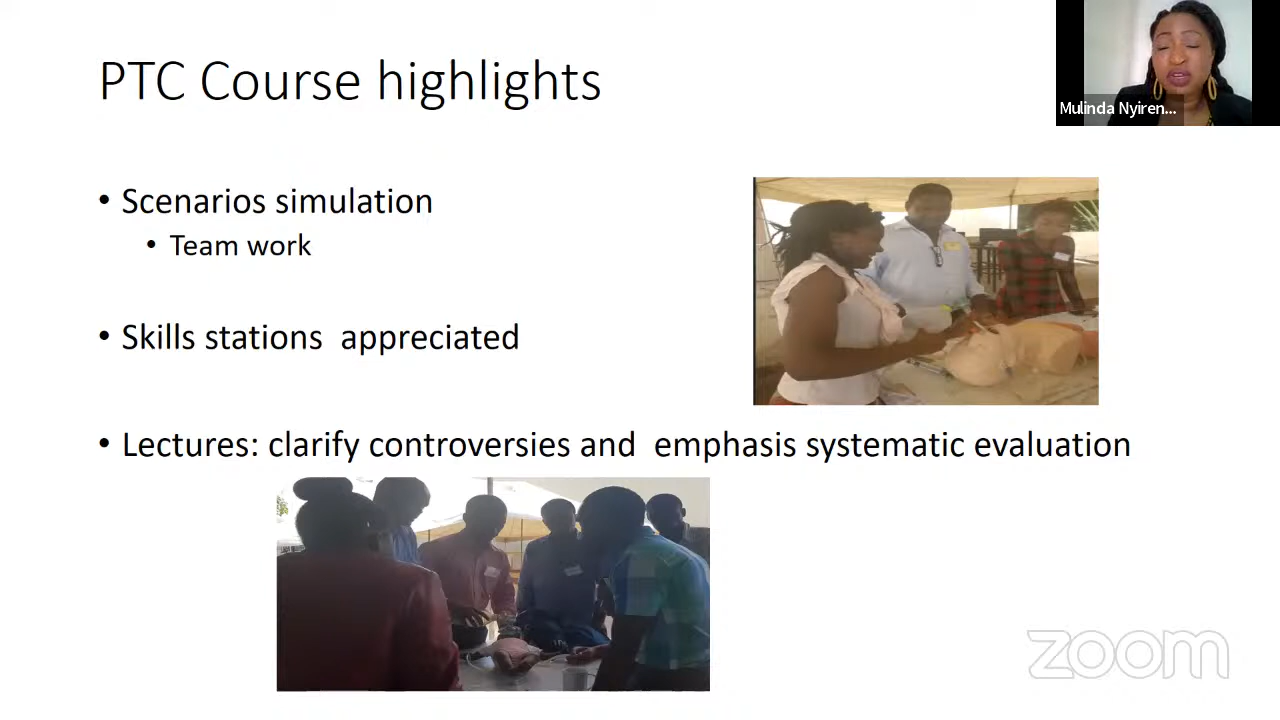 PTC Course highlights
Mulinda Nyiren...
• Scenarios simulation
• Team work
• Skills stations appreciated
• Lectures: clarify controversies and emphasis systematic evaluation
zoom